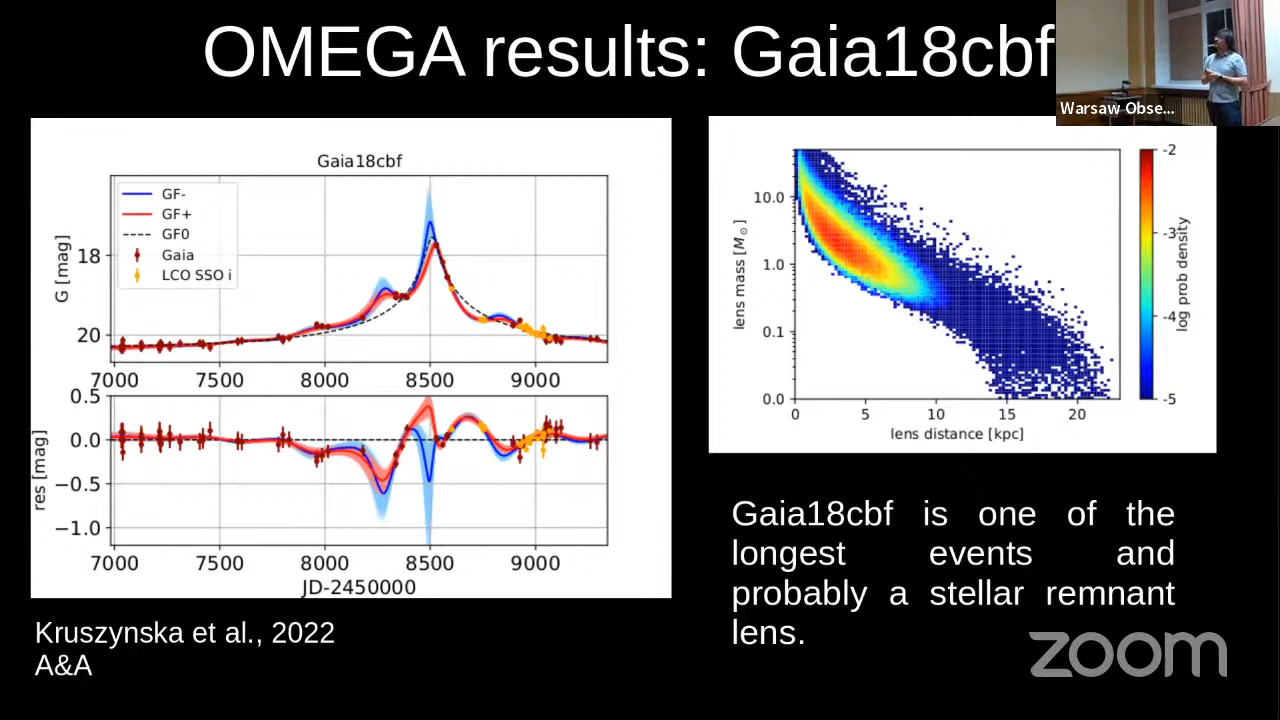 OMEGA results: Gaia18cbf
Warsaw Obse...
Gaia18cbf
GF-
GF+
GF0
Gaia
LCO SSO i
G [mag]
18
20
7000 7500 8000 8500 9000
res [mag]
0.5
0.0
−0.5
−1.0
7000 7500 8000 8500 9000
JD-2450000
lens mass [M☉]
10.0
1.0
0.1
0.0
0 5 10 15 20
lens distance [kpc]
-2
-3
-4
-5
log prob density
Gaia18cbf is one of the
longest events and
probably a stellar remnant
lens.
Kruszynska et al., 2022
A&A
zoom